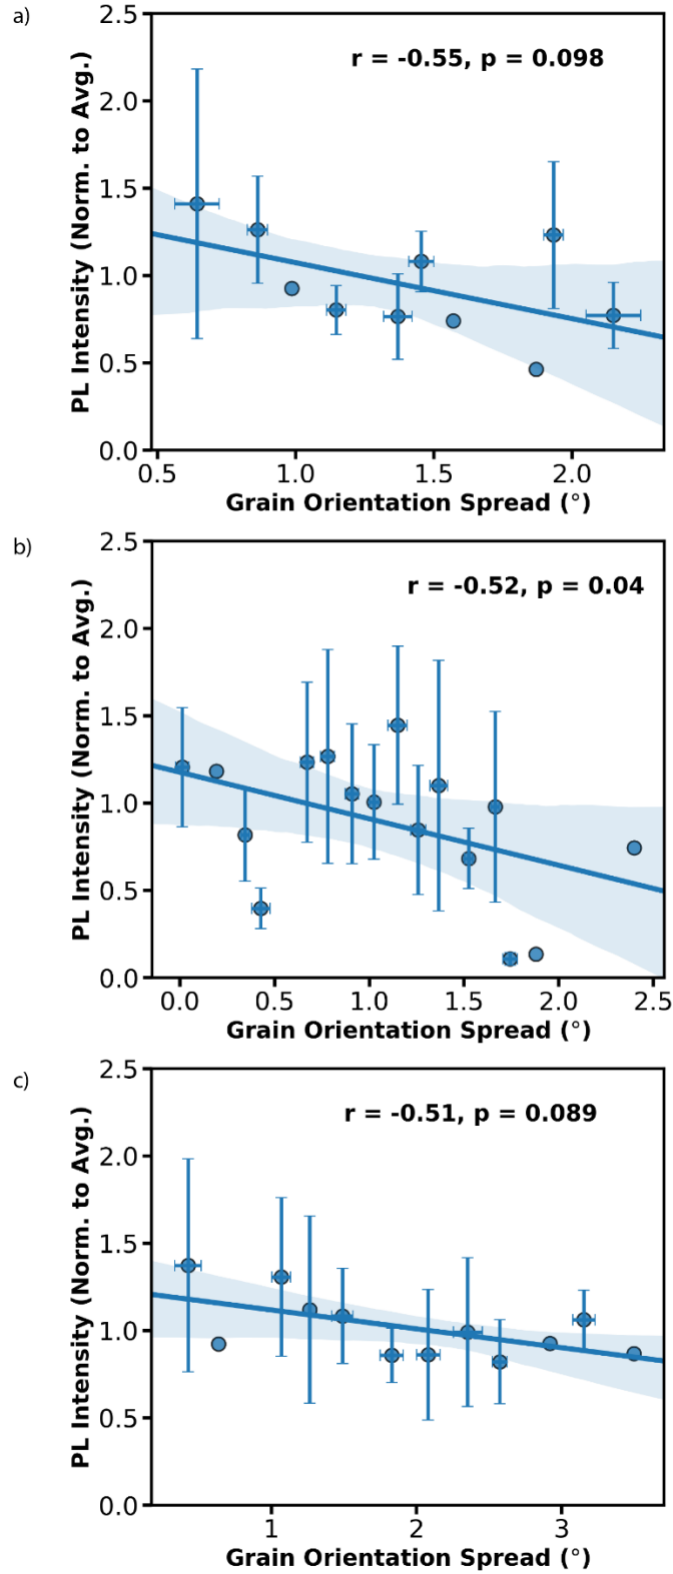 a)
PL Intensity (Norm. to Avg.)
2.5
2.0
1.5
1.0
0.5
0.0
r = -0.55, p = 0.098
0.5 1.0 1.5 2.0
Grain Orientation Spread (°)
b)
PL Intensity (Norm. to Avg.)
2.5
2.0
1.5
1.0
0.5
0.0
r = -0.52, p = 0.04
0.0 0.5 1.0 1.5 2.0 2.5
Grain Orientation Spread (°)
c)
PL Intensity (Norm. to Avg.)
2.5
2.0
1.5
1.0
0.5
0.0
r = -0.51, p = 0.089
1 2 3
Grain Orientation Spread (°)